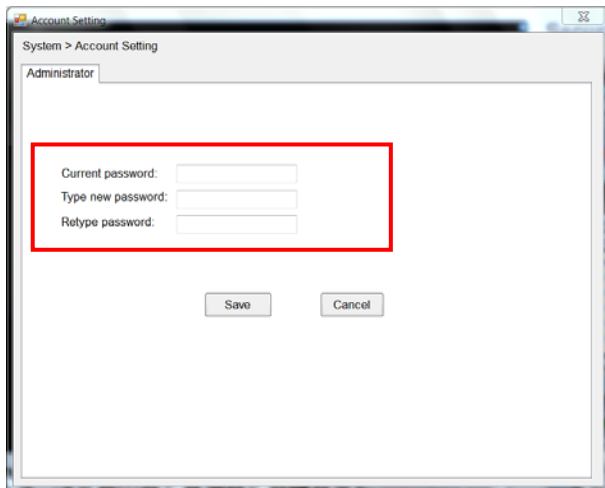 Account Setting
System > Account Setting
Administrator
Current password:
Type new password:
Retype password:
Save Cancel